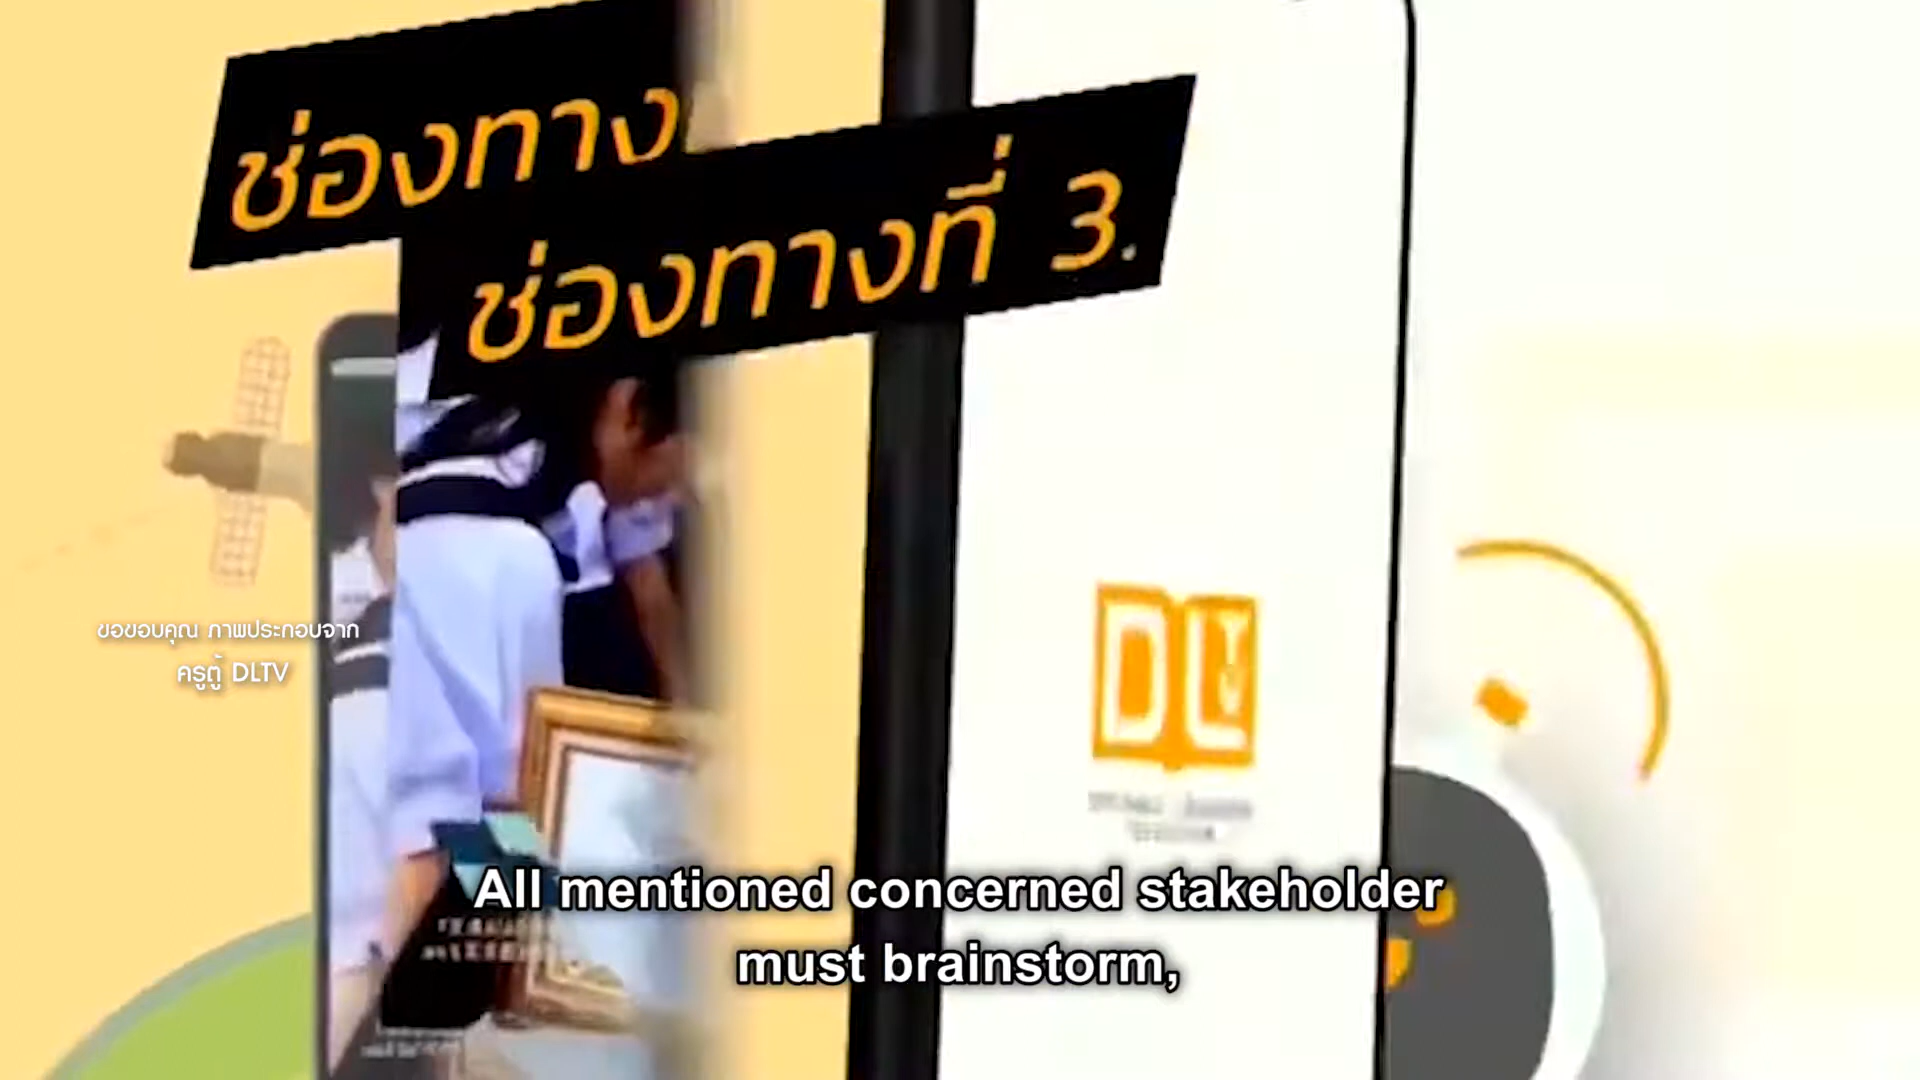 ช่องทาง
ช่องทางที่ 3.
ขอขอบคุณ ภาพประกอบจาก
ครูตู้ DLTV
DLTV
All mentioned concerned stakeholder
must brainstorm,